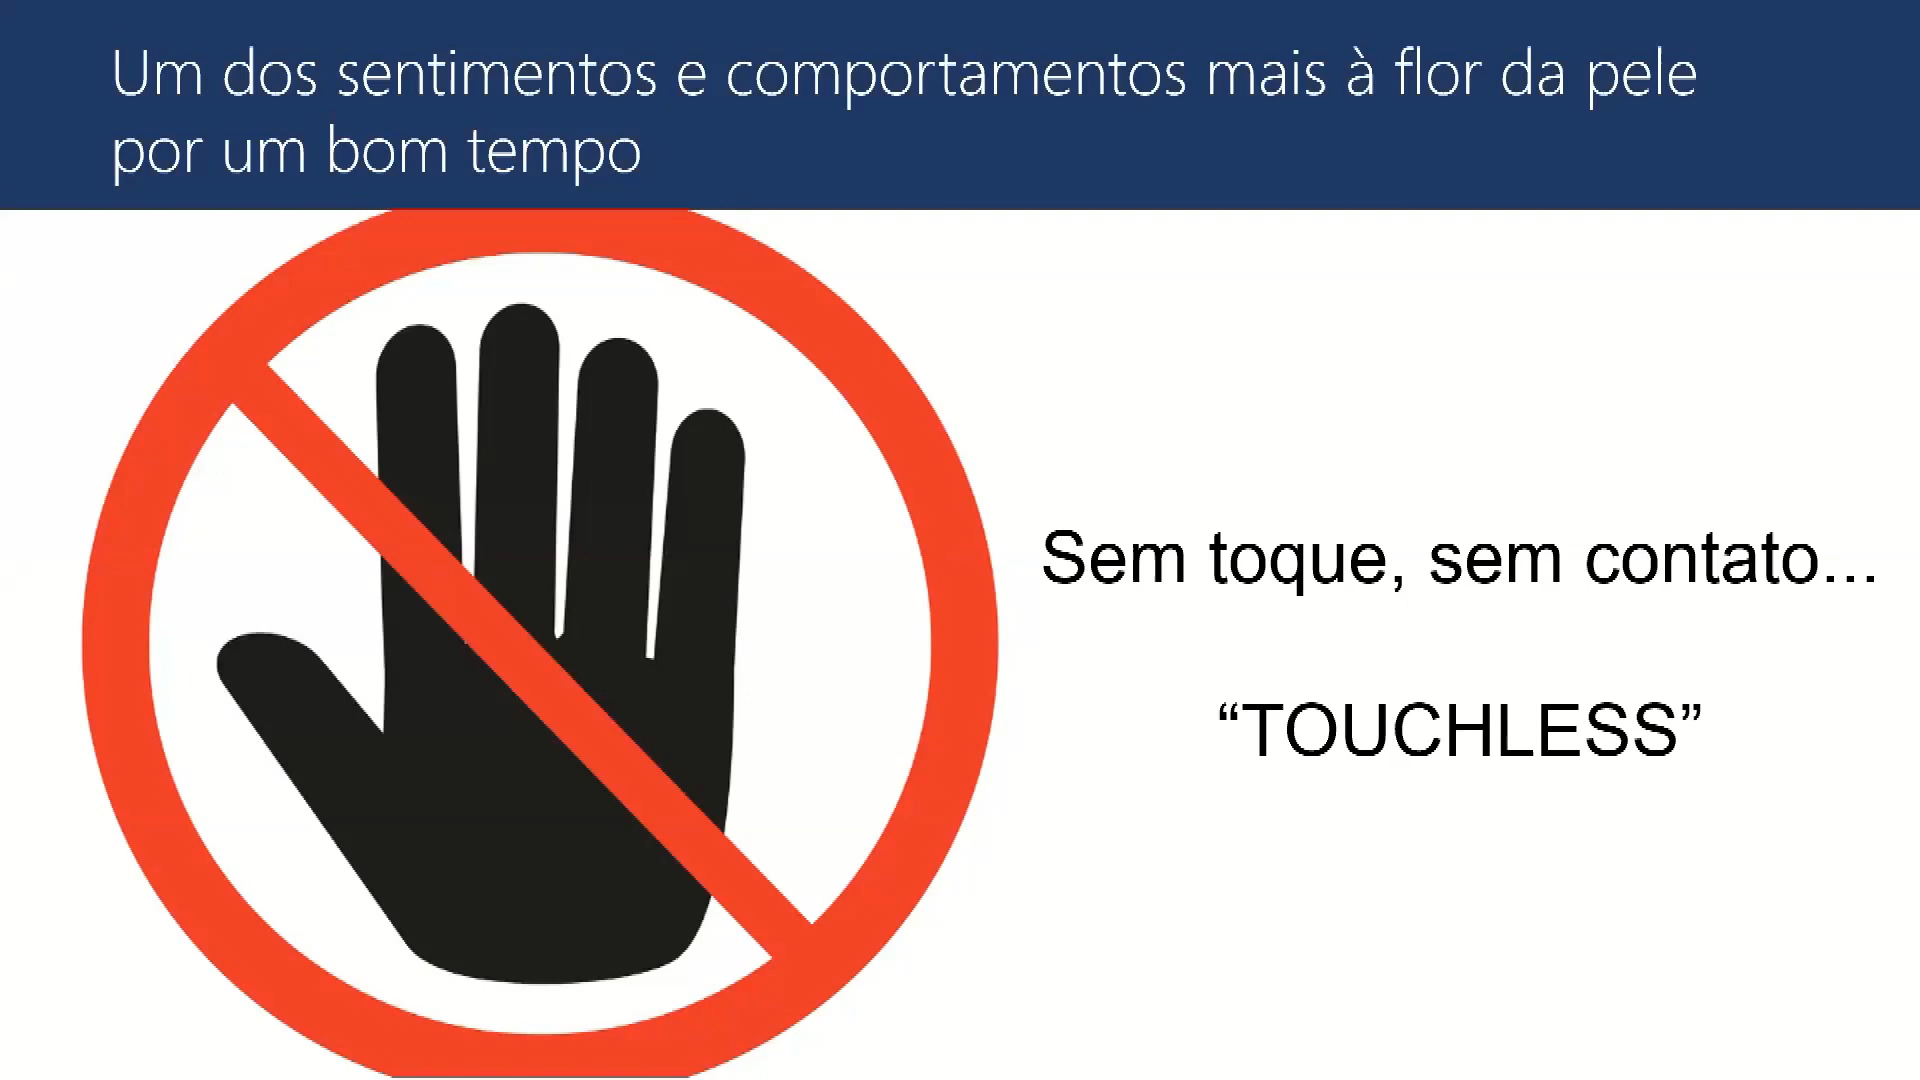 Um dos sentimentos e comportamentos mais à flor da pele
por um bom tempo
Sem toque, sem contato...
“TOUCHLESS”